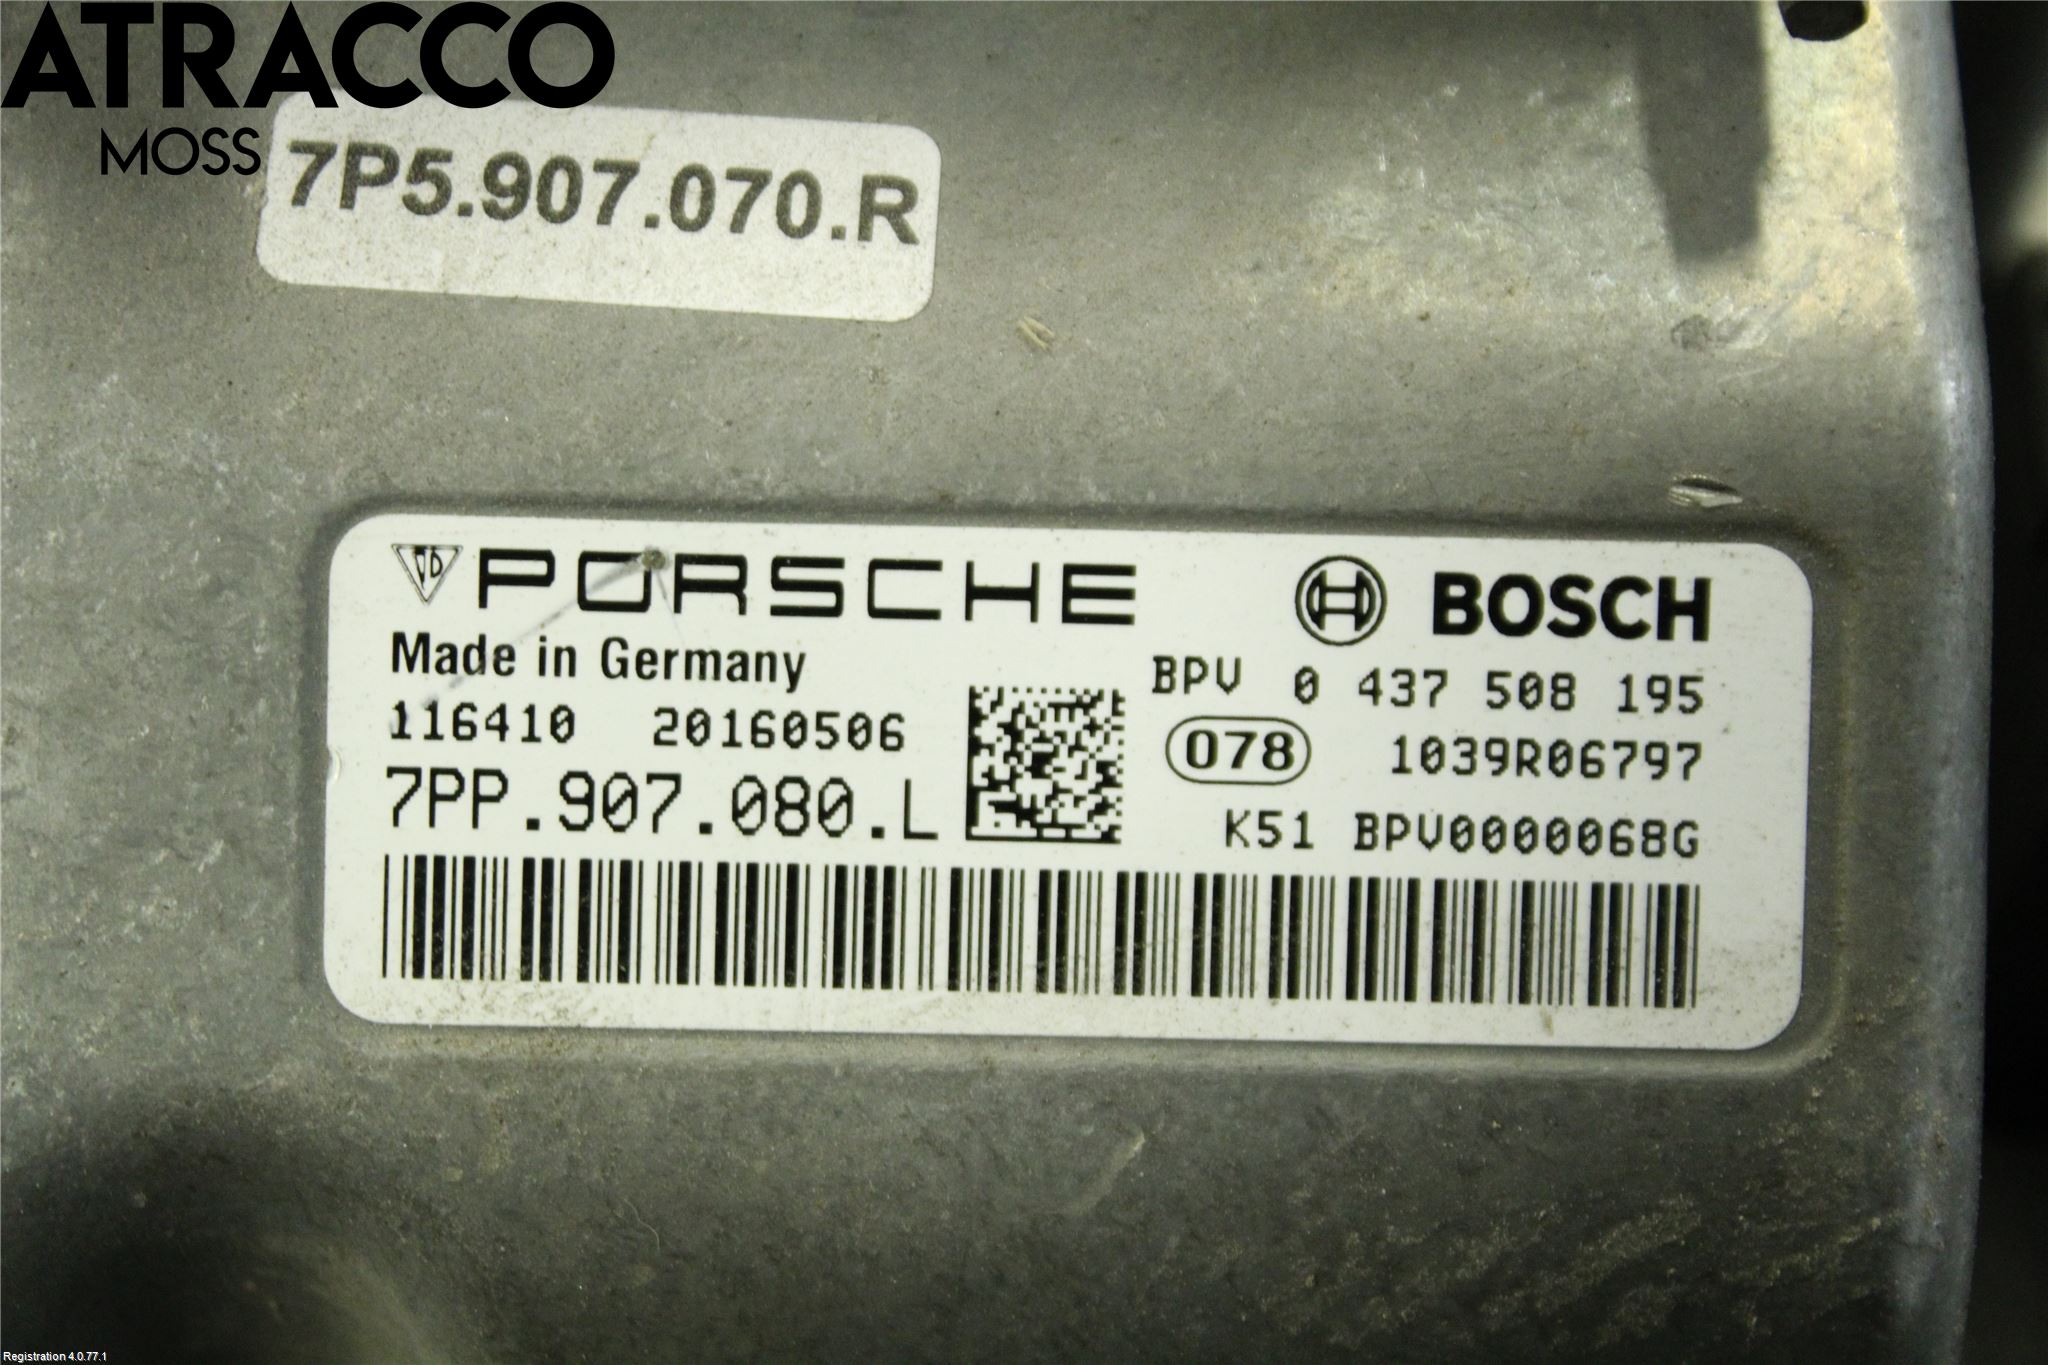 ATRACCO
MOSS
7P5.907.070.R
PORSCHE
BOSCH
Made in Germany
BPV 0 437 508 195
116410 20160506
078 1039R06797
7PP.907.080.L
K51 BPV0000068G
Registration 4.0.77.1